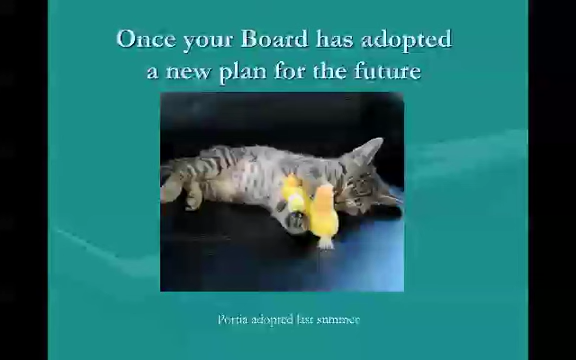 Once your Board has adopted
a new plan for the future
Portia adopted last summer